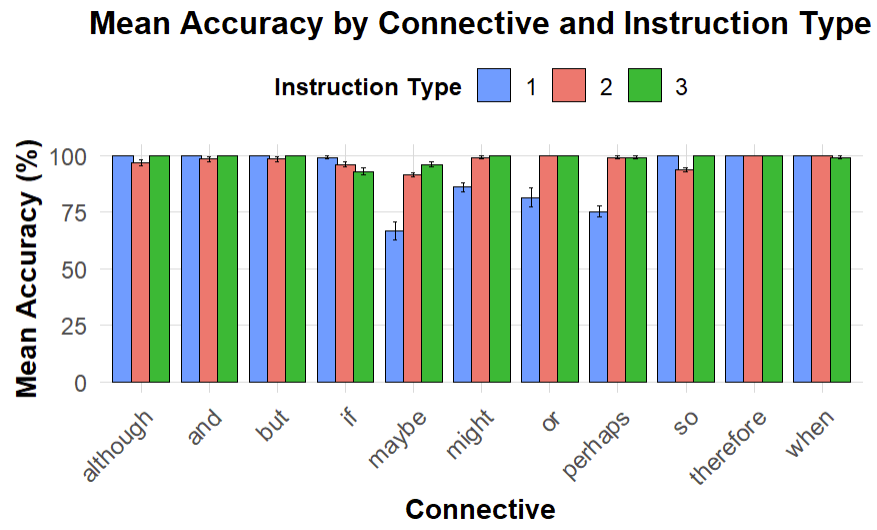 Mean Accuracy by Connective and Instruction Type
Instruction Type 1 2 3
Mean Accuracy (%)
100
75
50
25
0
although and but if maybe might or perhaps so therefore when
Connective